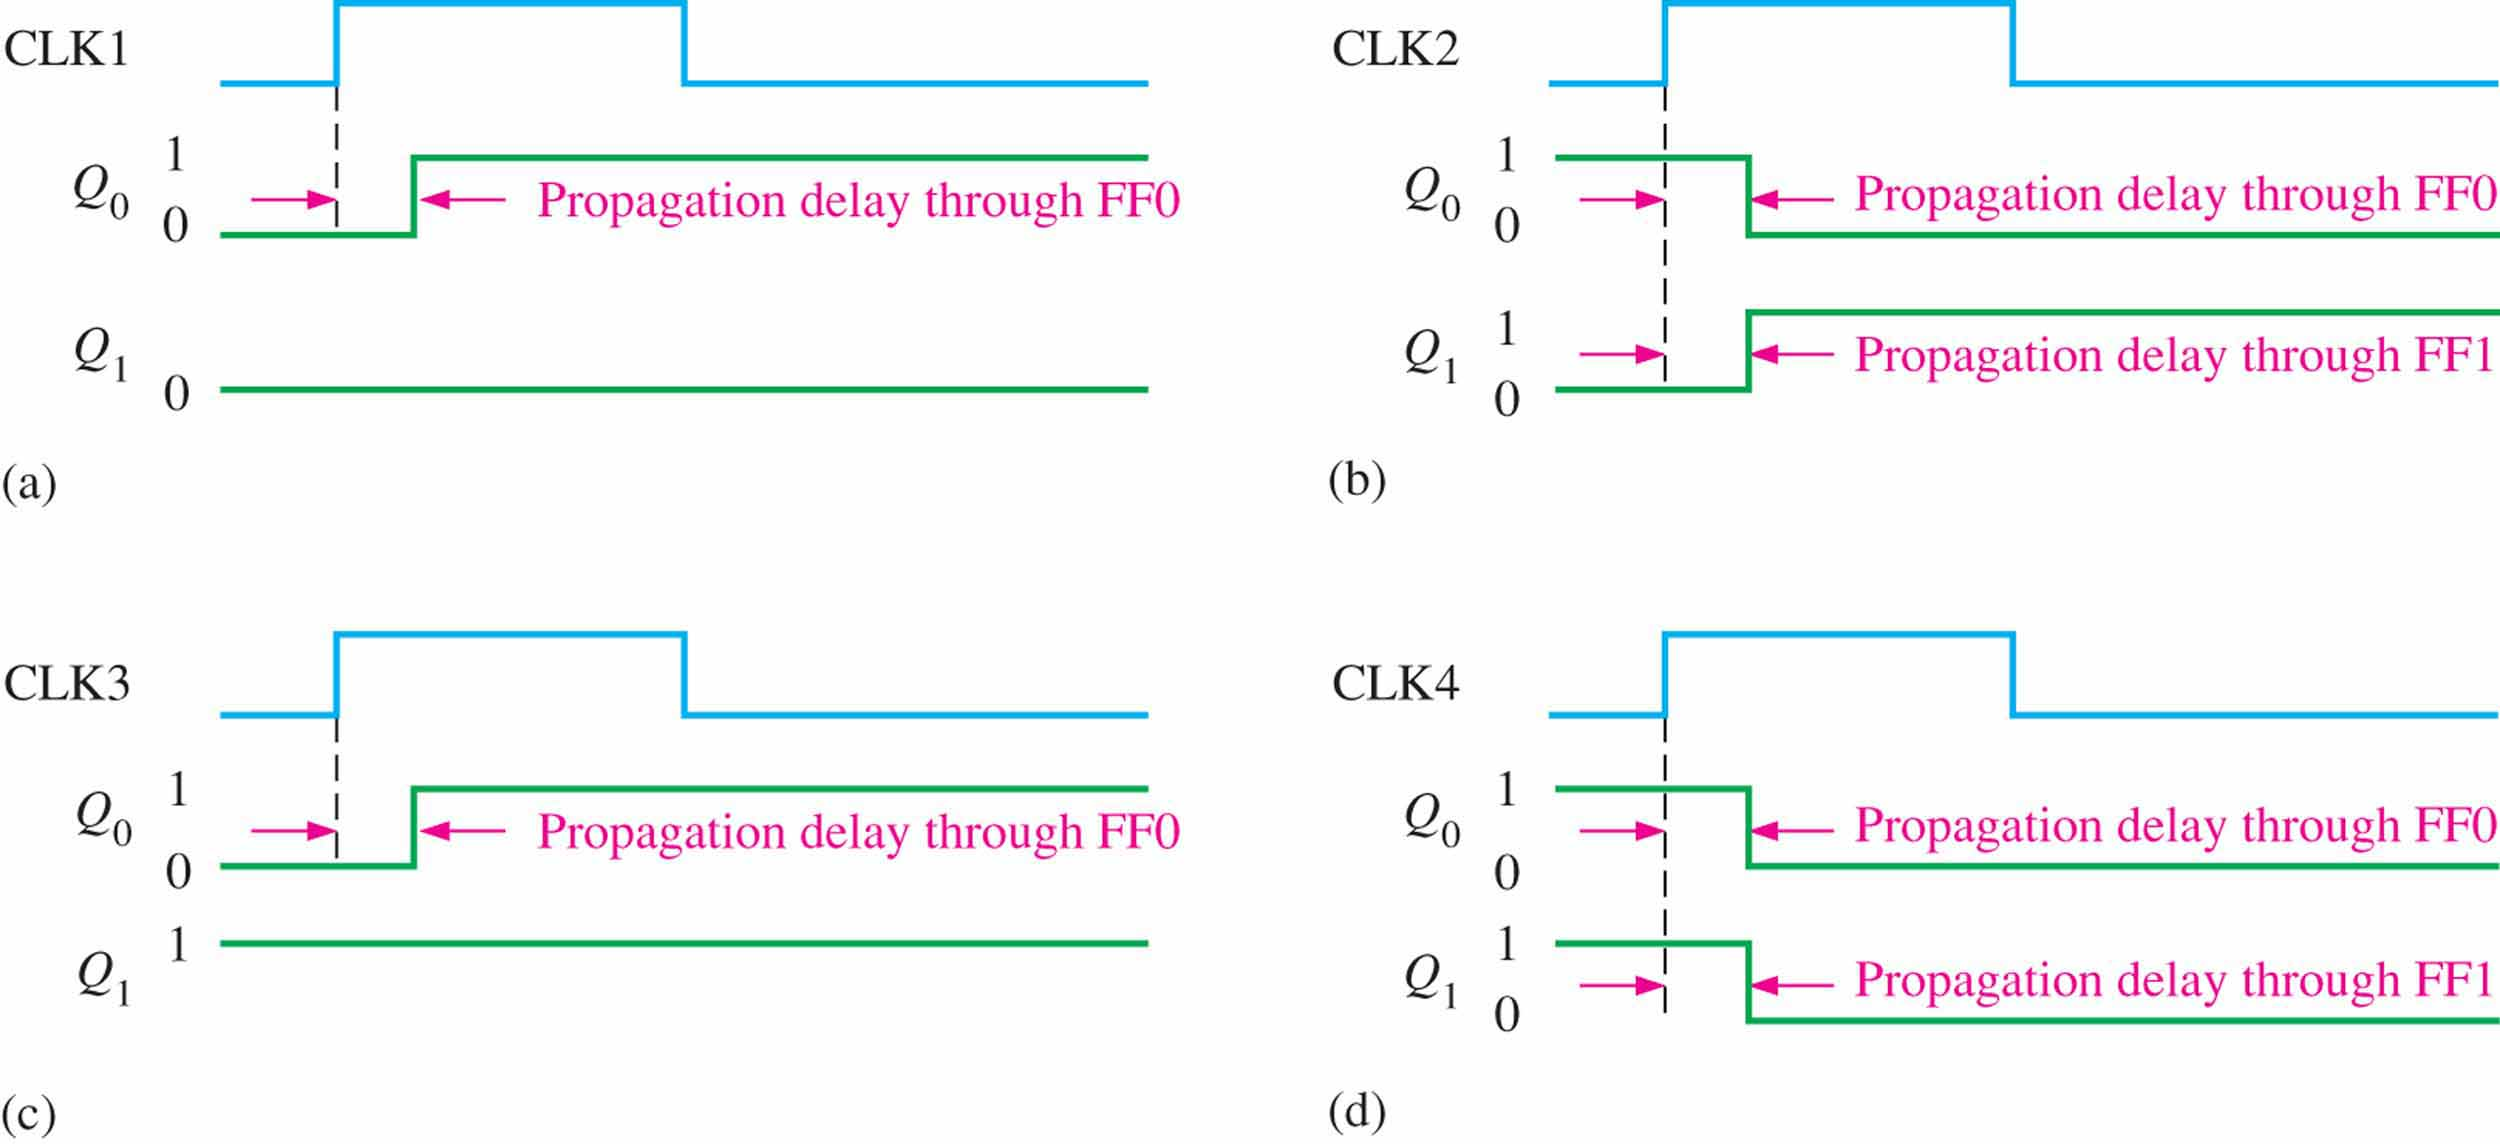 CLK1
1
Q0
0
Propagation delay through FF0
Q1
0
(a)
CLK2
1
Q0
0
Propagation delay through FF0
1
Q1
0
Propagation delay through FF1
(b)
CLK3
1
Q0
0
Propagation delay through FF0
1
Q1
(c)
CLK4
1
Q0
0
Propagation delay through FF0
1
Q1
0
Propagation delay through FF1
(d)